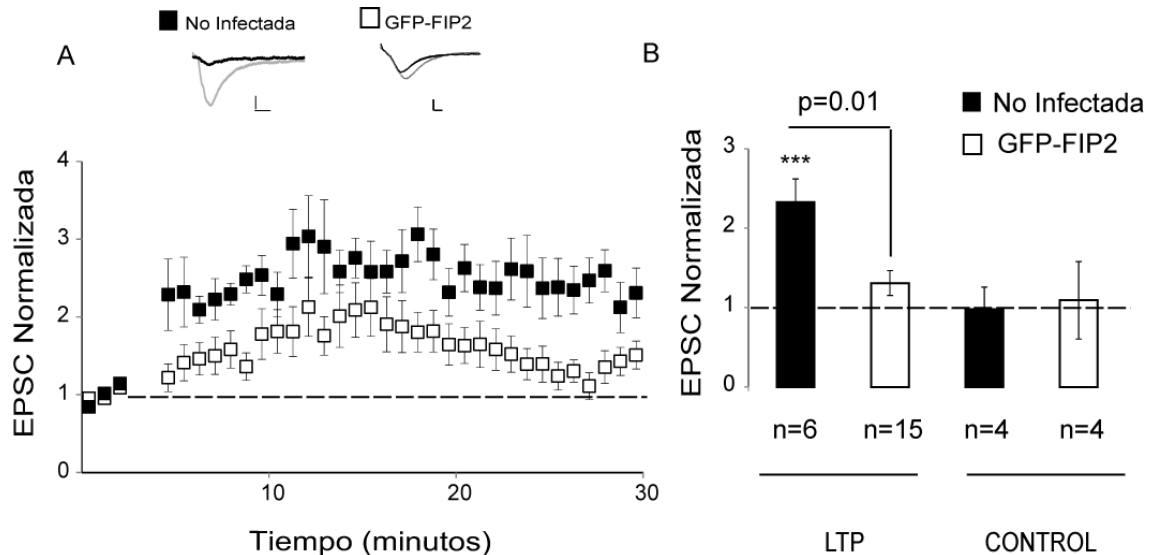 A
No Infectada
GFP-FIP2
EPSC Normalizada
4
3
2
1
0
10
20
30
Tiempo (minutos)
B
No Infectada
GFP-FIP2
p=0.01
***
EPSC Normalizada
3
2
1
0
n=6
n=15
n=4
n=4
LTP
CONTROL